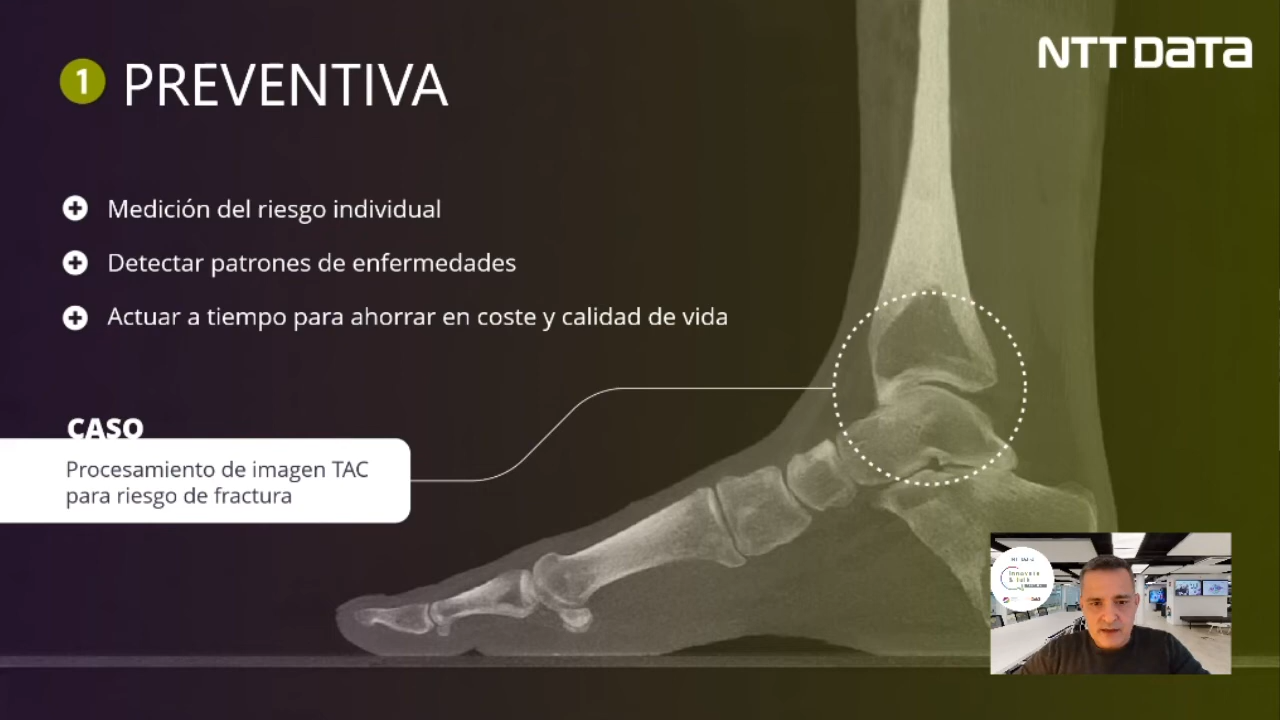 NTT DATA
1 PREVENTIVA
Medición del riesgo individual
Detectar patrones de enfermedades
Actuar a tiempo para ahorrar en coste y calidad de vida
CASO
Procesamiento de imagen TAC
para riesgo de fractura